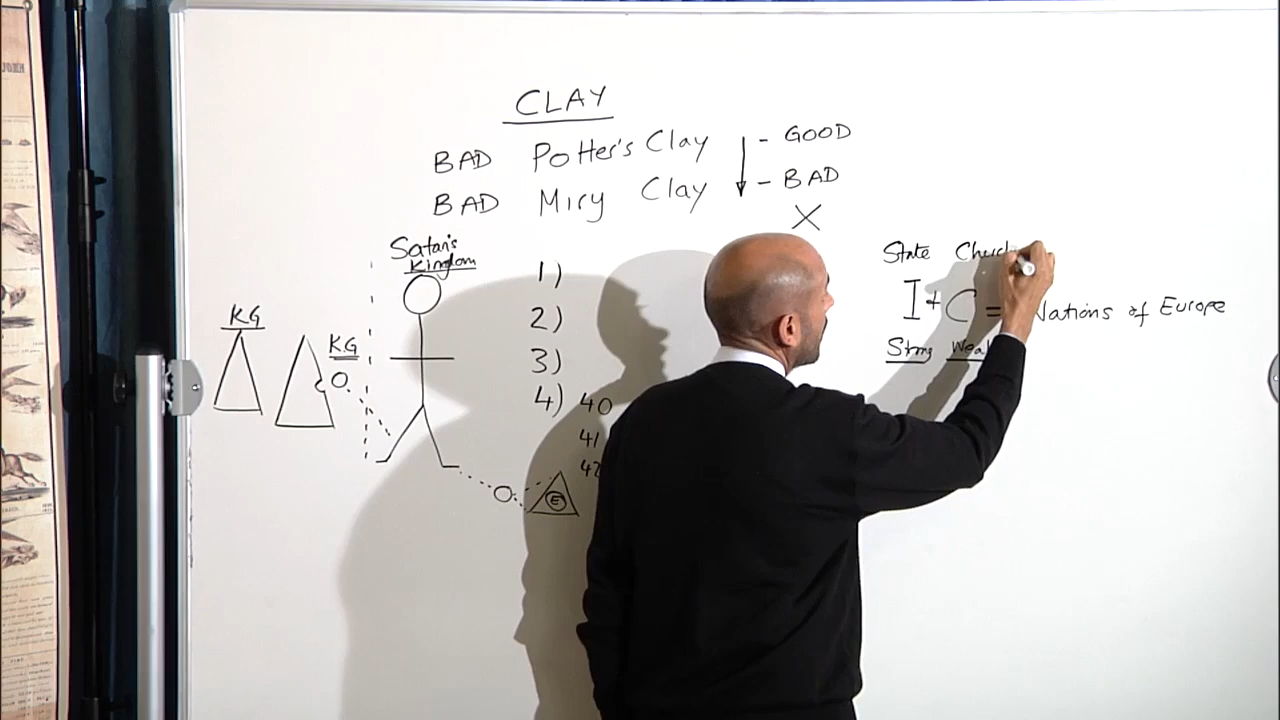 CLAY
BAD Potter's Clay - GOOD
BAD Miry Clay - BAD
X
Satan's
Kingdom
State
I + C = Nations of Europe
Strong
KG
KG
1)
2)
3)
4) 40
41
42
E